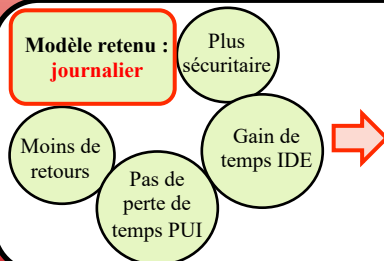 Modèle retenu :
journalier
Plus
sécuritaire
Gain de
temps IDE
Pas de
perte de
temps PUI
Moins de
retours